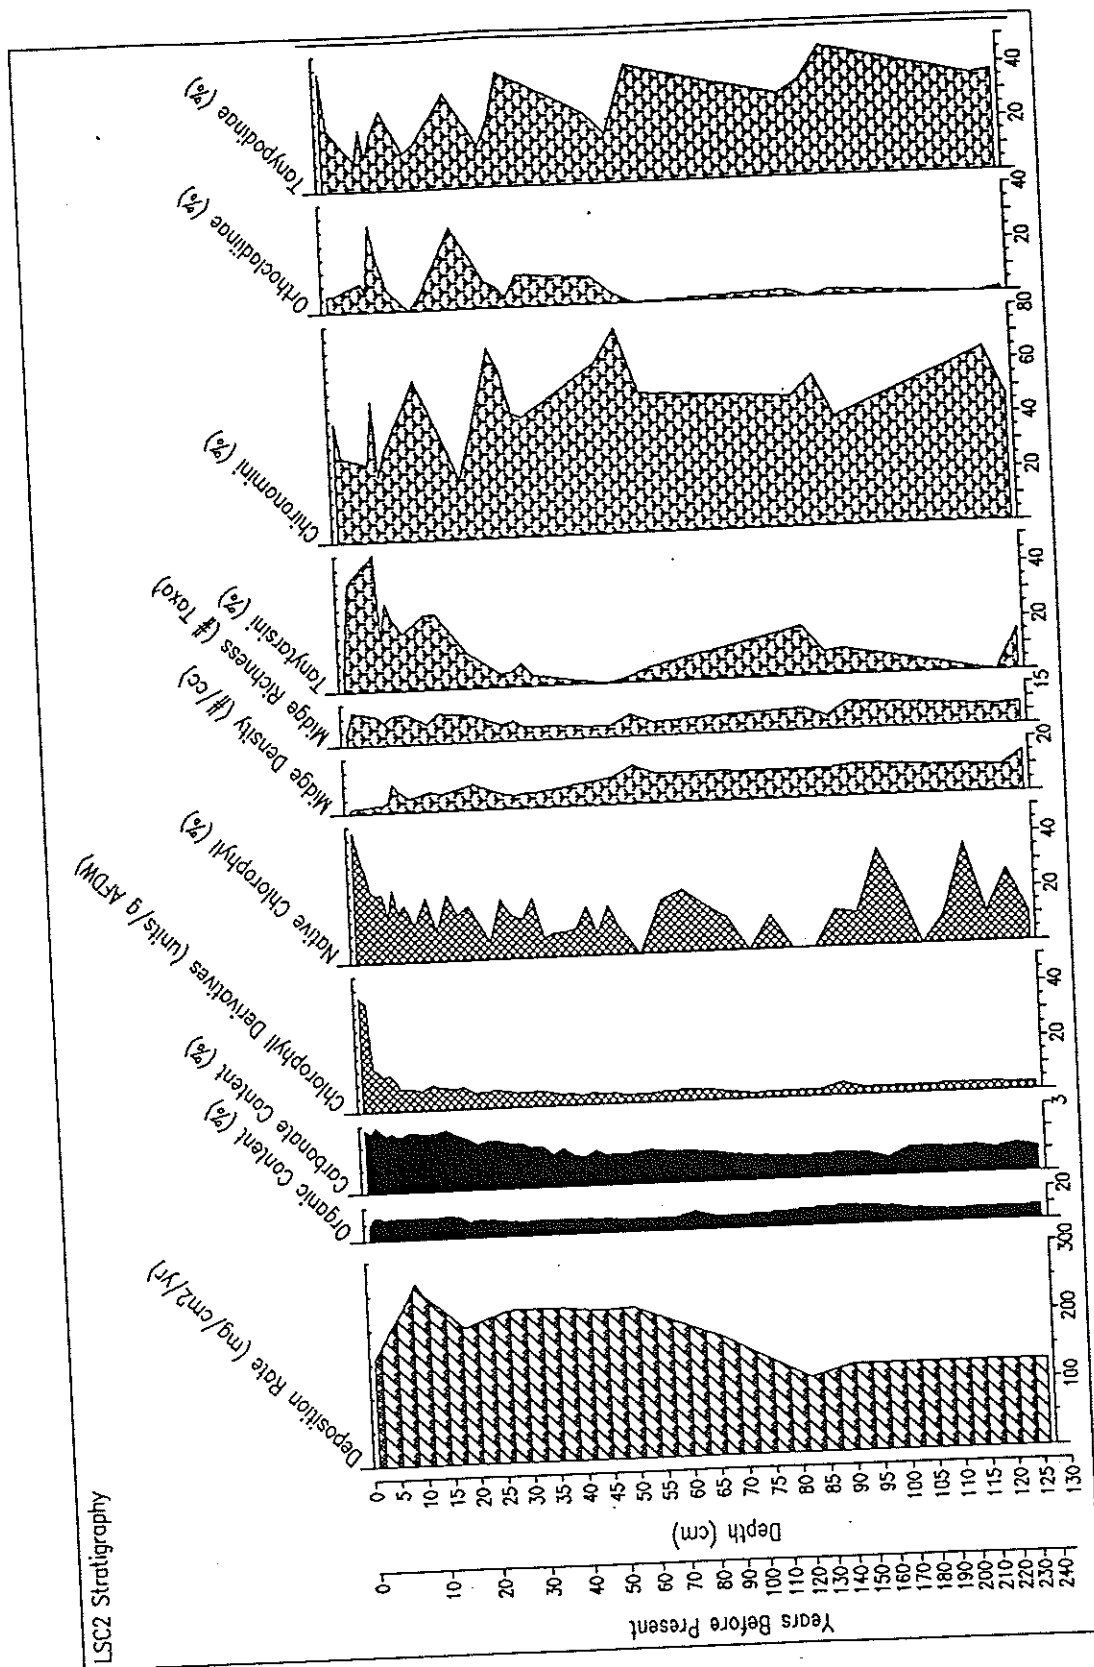 LSC2 Stratigraphy
Deposition Rate (mg/cm2/yr)
Organic Content (%)
Carbonate Content (%)
Chlorophyll Derivatives (units/g AFDW)
Native Chlorophyll (%)
Midge Density (#/cc)
Midge Richness (# Taxa)
Tanytarsini (%)
Chironomini (%)
Orthocladiinae (%)
Tanypodinae (%)
Years Before Present
0 10 20 30 40 50 60 70 80 90 100 110 120 130 140 150 160 170 180 190 200 210 220 230 240
Depth (cm)
0 5 10 15 20 25 30 35 40 45 50 55 60 65 70 75 80 85 90 95 100 105 110 115 120 125 130
100 200 300
20
3
20 40
20 40
20
15
20 40
20 40 60 80
20 40
20 40